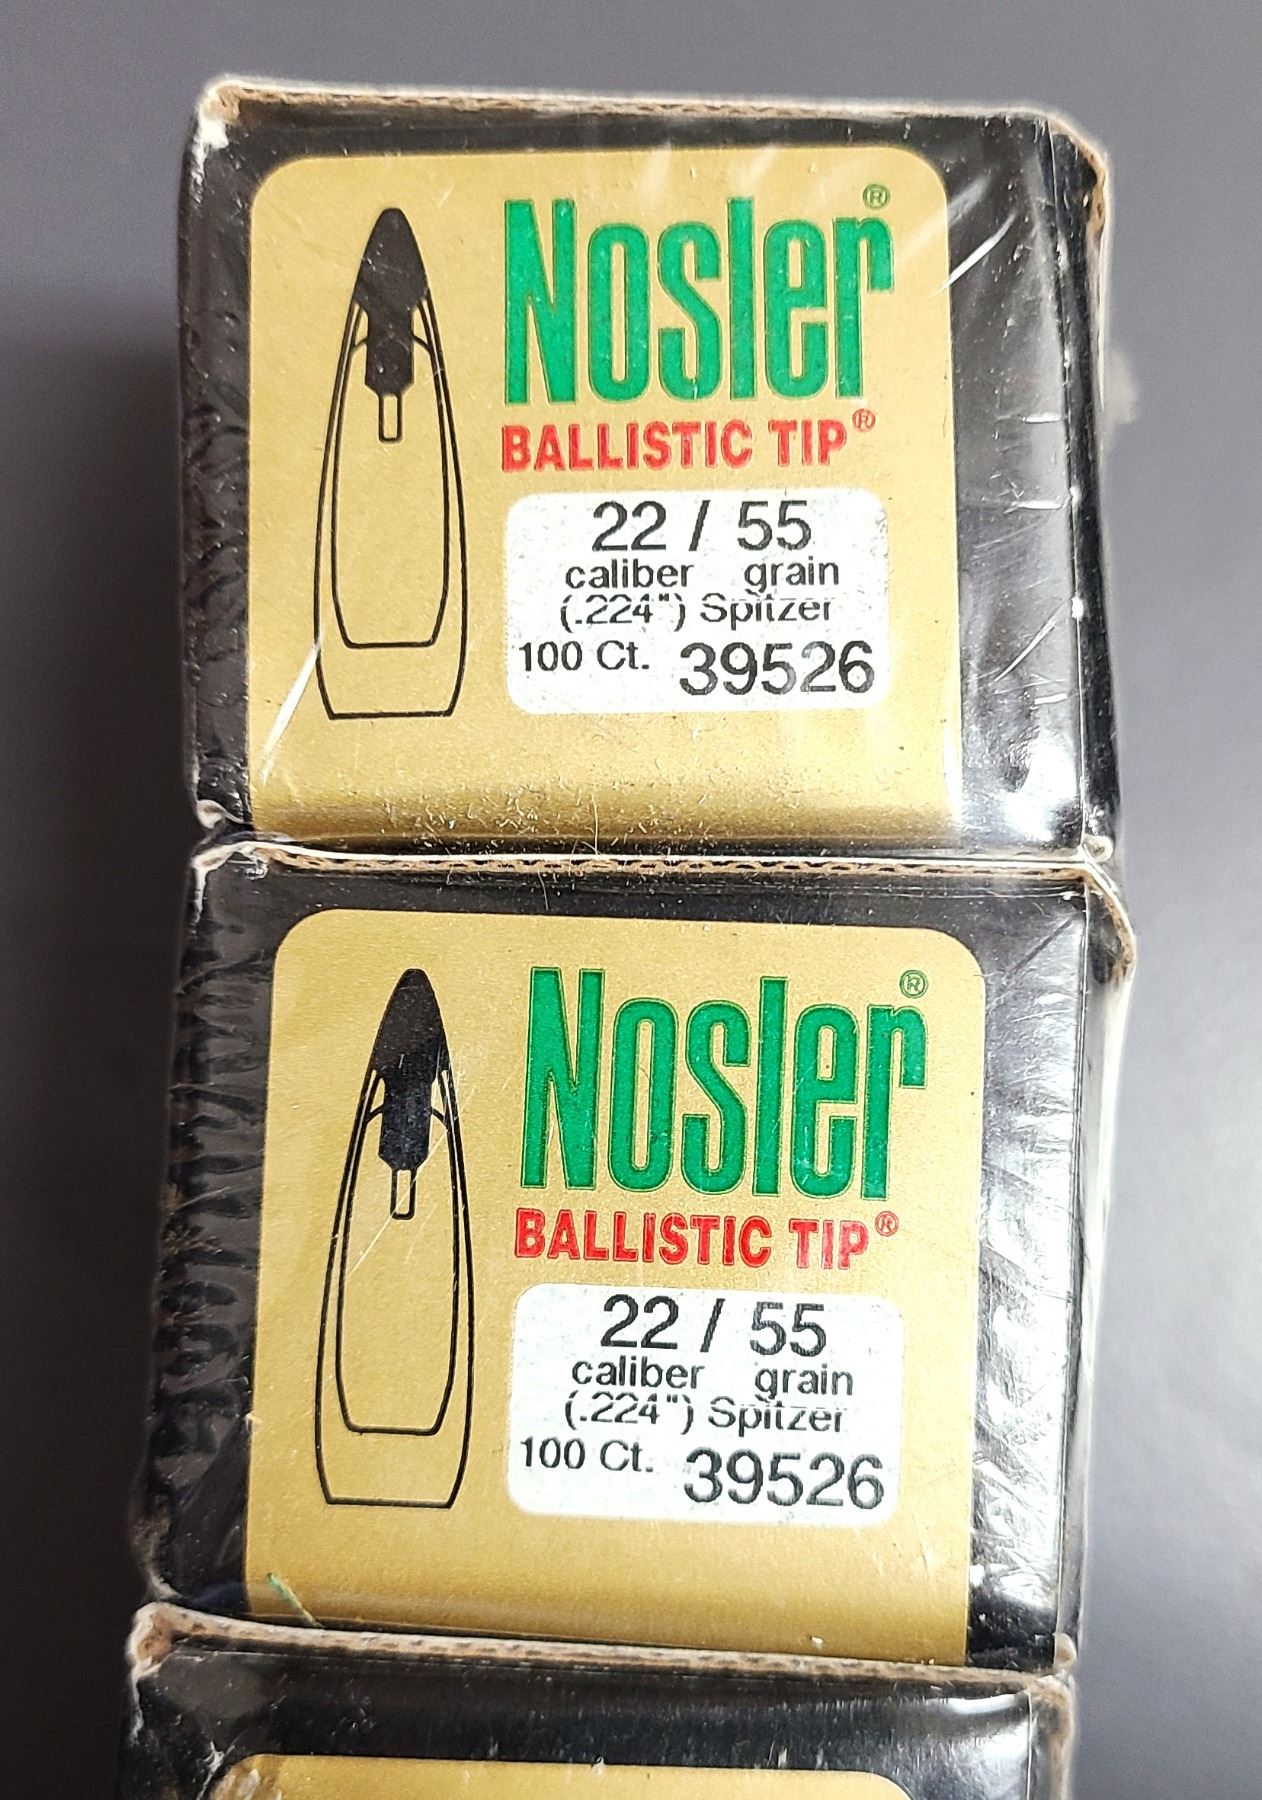 Nosler®
BALLISTIC TIP®
22 / 55
caliber grain
(.224") Spitzer
100 Ct. 39526
Nosler®
BALLISTIC TIP®
22 / 55
caliber grain
(.224") Spitzer
100 Ct. 39526